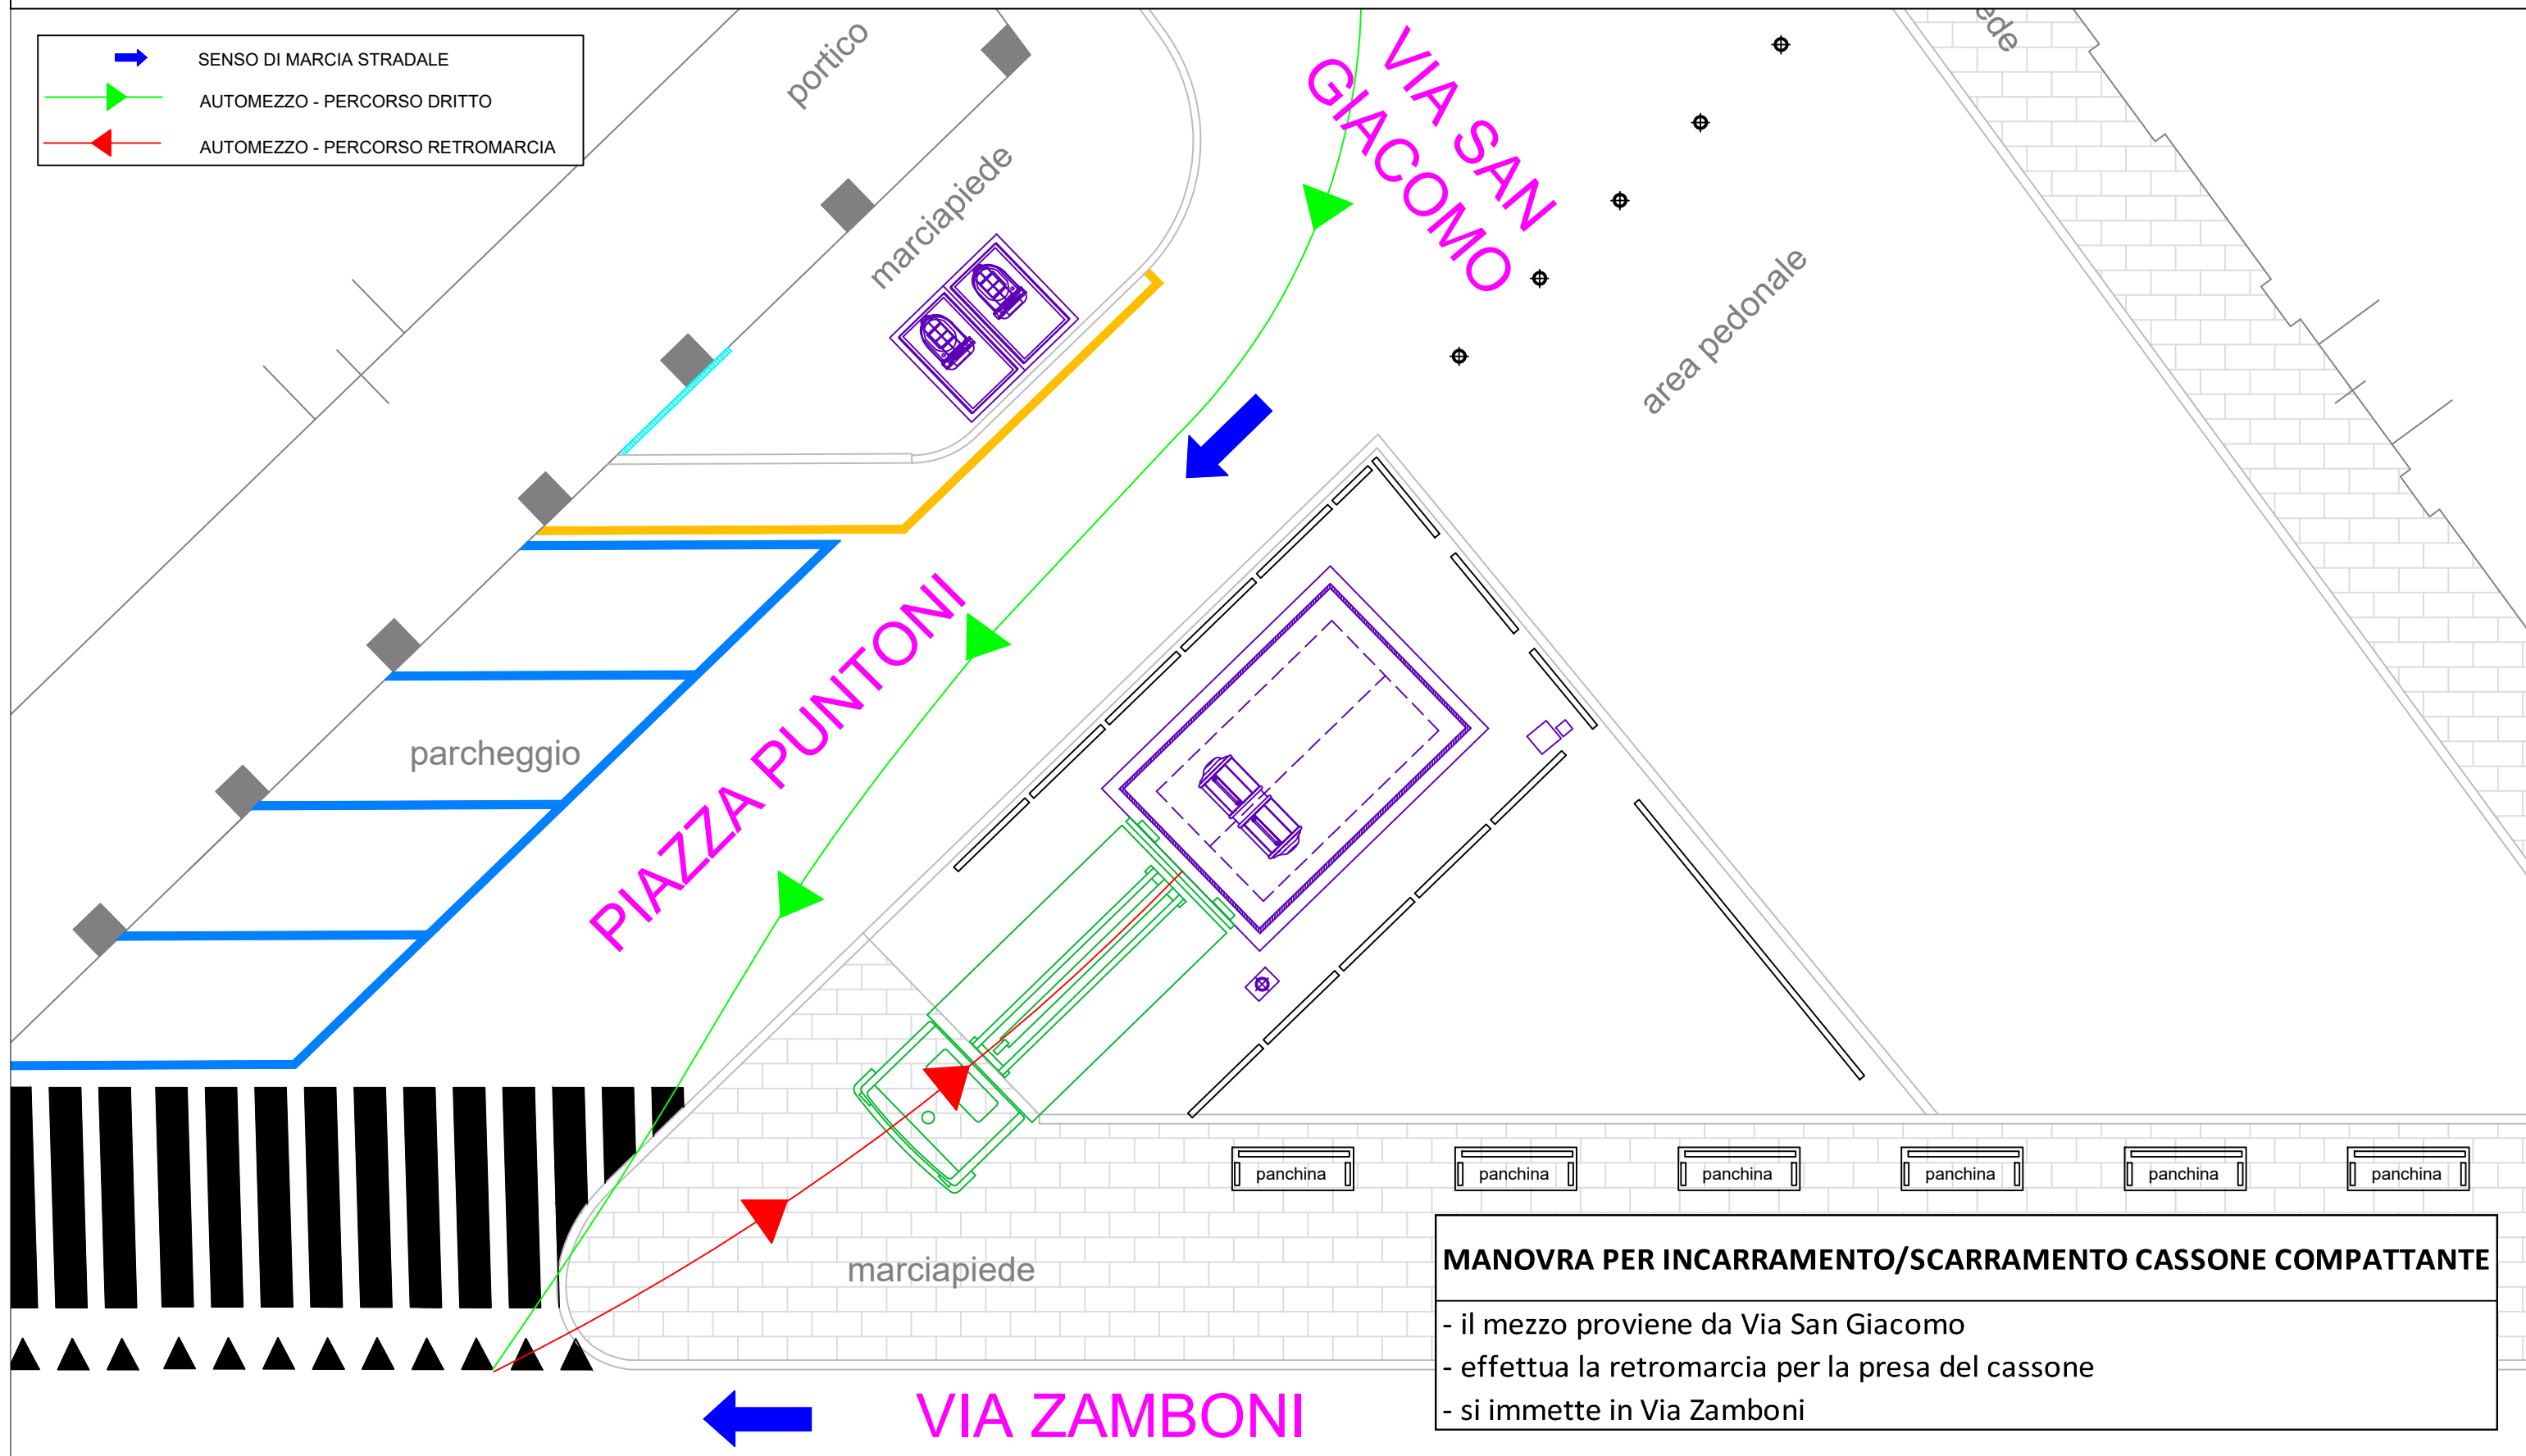 SENSO DI MARCIA STRADALE
AUTOMEZZO - PERCORSO DRITTO
AUTOMEZZO - PERCORSO RETROMARCIA
portico
marciapiede
VIA SAN
GIACOMO
area pedonale
PIAZZA PUNTONI
parcheggio
panchina
panchina
panchina
panchina
panchina
panchina
marciapiede
MANOVRA PER INCARRAMENTO/SCARRAMENTO CASSONE COMPATTANTE
- il mezzo proviene da Via San Giacomo
- effettua la retromarcia per la presa del cassone
- si immette in Via Zamboni
VIA ZAMBONI